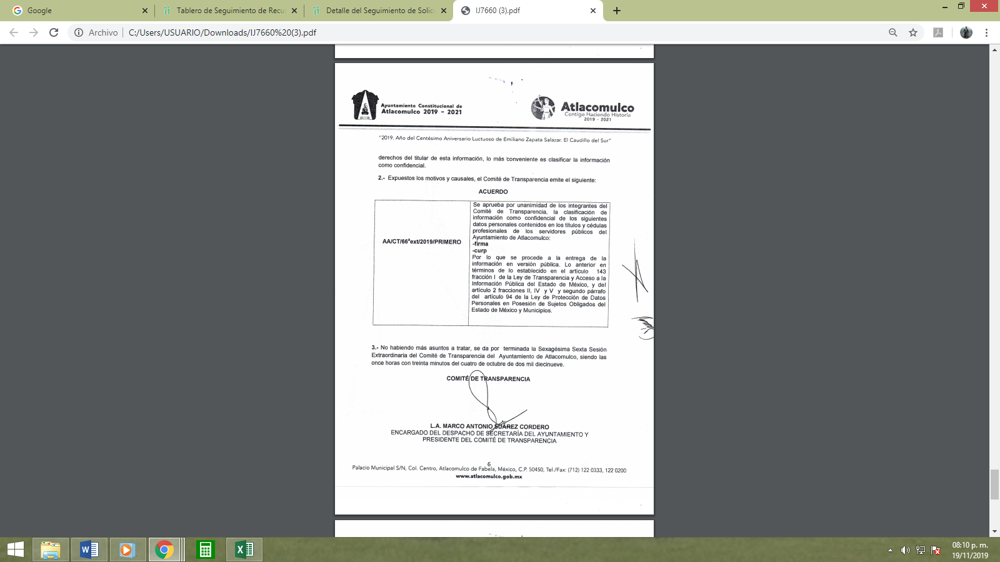 Google
Tablero de Seguimiento de Recu
Detalle del Seguimiento de Solici
IJ7660 (3).pdf
Archivo
C:/Users/USUARIO/Downloads/IJ7660%20(3).pdf
Ayuntamiento Constitucional de
Atlacomulco 2019 - 2021
Atlacomulco
Contigo Haciendo Historia
2019 - 2021
"2019. Año del Centésimo Aniversario Luctuoso de Emiliano Zapata Salazar. El Caudillo del Sur"
derechos del titular de esta información, lo más conveniente es clasificar la información
como confidencial.
2.- Expuestos los motivos y causales, el Comité de Transparencia emite el siguiente:
ACUERDO
AA/CT/66ªext/2019/PRIMERO
Se aprueba por unanimidad de los integrantes del
Comité de Transparencia, la clasificación de
información como confidencial de los siguientes
datos personales contenidos en los títulos y cédulas
profesionales de los servidores públicos del
Ayuntamiento de Atlacomulco:
-firma
-curp
Por lo que se procede a la entrega de la
información en versión pública. Lo anterior en
términos de lo establecido en el artículo 143
fracción I de la Ley de Transparencia y Acceso a la
Información Pública del Estado de México, y del
artículo 2 fracciones II, IV y V y segundo párrafo
del artículo 94 de la Ley de Protección de Datos
Personales en Posesión de Sujetos Obligados del
Estado de México y Municipios.
3.- No habiendo más asuntos a tratar, se da por terminada la Sexagésima Sexta Sesión
Extraordinaria del Comité de Transparencia del Ayuntamiento de Atlacomulco, siendo las
once horas con treinta minutos del cuatro de octubre de dos mil diecinueve.
COMITÉ DE TRANSPARENCIA
L.A. MARCO ANTONIO SUÁREZ CORDERO
ENCARGADO DEL DESPACHO DE SECRETARÍA DEL AYUNTAMIENTO Y
PRESIDENTE DEL COMITÉ DE TRANSPARENCIA
6
Palacio Municipal S/N, Col. Centro, Atlacomulco de Fabela, México, C.P. 50450, Tel./Fax: (712) 122 0333, 122 0200
www.atlacomulco.gob.mx
08:10 p. m.
19/11/2019